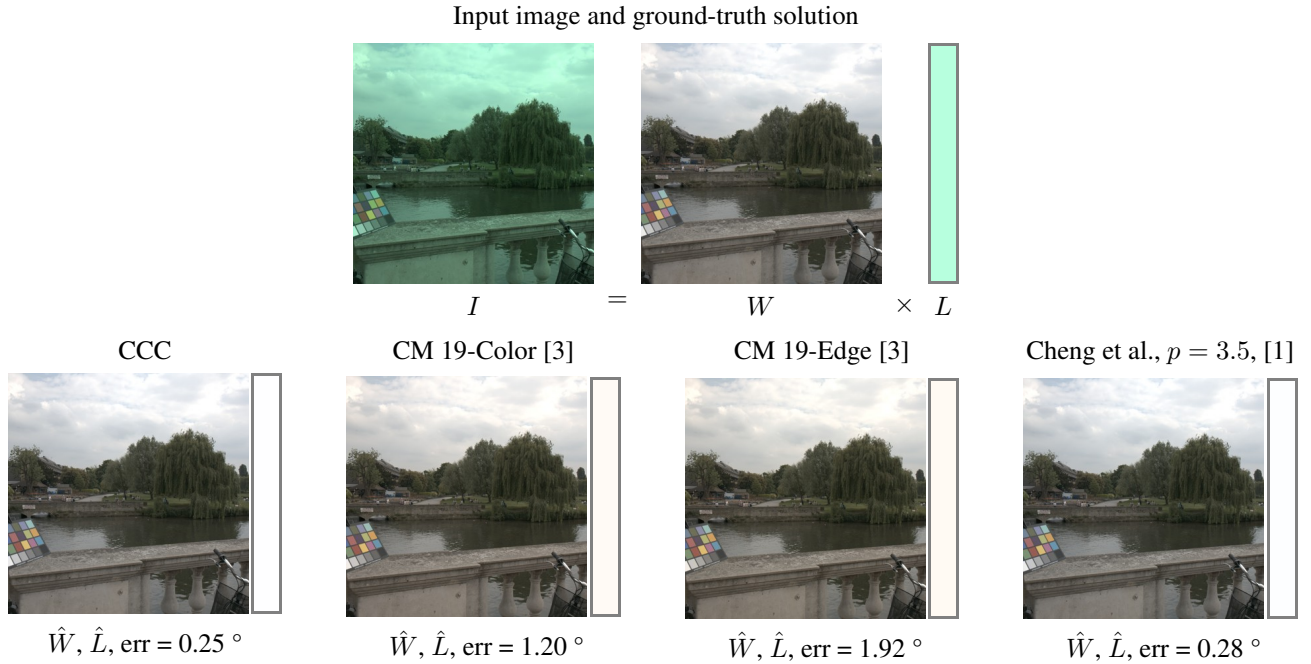 Input image and ground-truth solution
I = W × L
CCC
CM 19-Color [3]
CM 19-Edge [3]
Cheng et al., p = 3.5, [1]
Ŵ, L̂, err = 0.25 °
Ŵ, L̂, err = 1.20 °
Ŵ, L̂, err = 1.92 °
Ŵ, L̂, err = 0.28 °